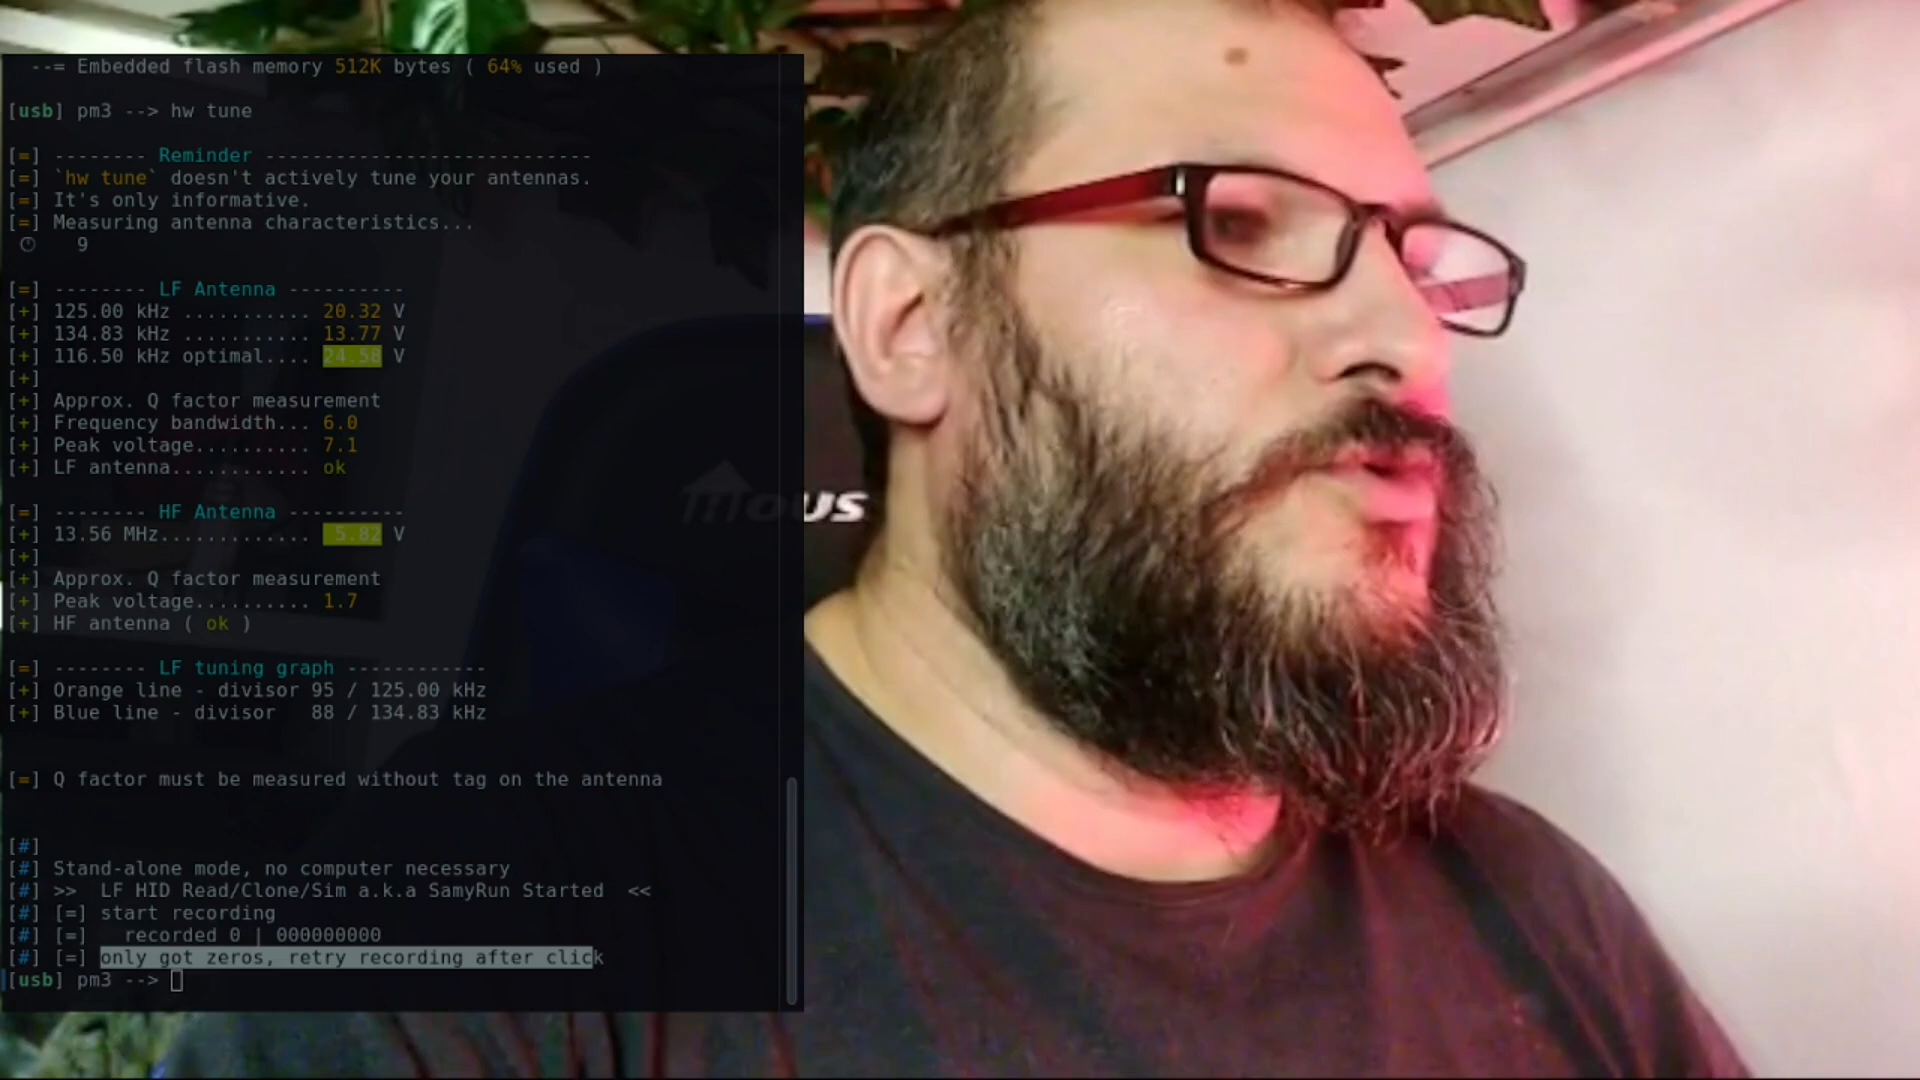 --= Embedded flash memory 512K bytes ( 64% used )
[usb] pm3 --> hw tune
[=] -------- Reminder ----------------------------
[=] `hw tune` doesn't actively tune your antennas.
[=] It's only informative.
[=] Measuring antenna characteristics...
9
[=] -------- LF Antenna ----------
[+] 125.00 kHz ........... 20.32 V
[+] 134.83 kHz ........... 13.77 V
[+] 116.50 kHz optimal.... 24.58 V
[+]
[+] Approx. Q factor measurement
[+] Frequency bandwidth... 6.0
[+] Peak voltage.......... 7.1
[+] LF antenna............ ok
[=] -------- HF Antenna ----------
[+] 13.56 MHz............. 5.82 V
[+]
[+] Approx. Q factor measurement
[+] Peak voltage.......... 1.7
[+] HF antenna ( ok )
[=] -------- LF tuning graph ------------
[+] Orange line - divisor 95 / 125.00 kHz
[+] Blue line - divisor 88 / 134.83 kHz
[=] Q factor must be measured without tag on the antenna
[#]
[#] Stand-alone mode, no computer necessary
[#] >> LF HID Read/Clone/Sim a.k.a SamyRun Started <<
[#] [=] start recording
[#] [=] recorded 0 | 000000000
[#] [=] only got zeros, retry recording after click
[usb] pm3 -->